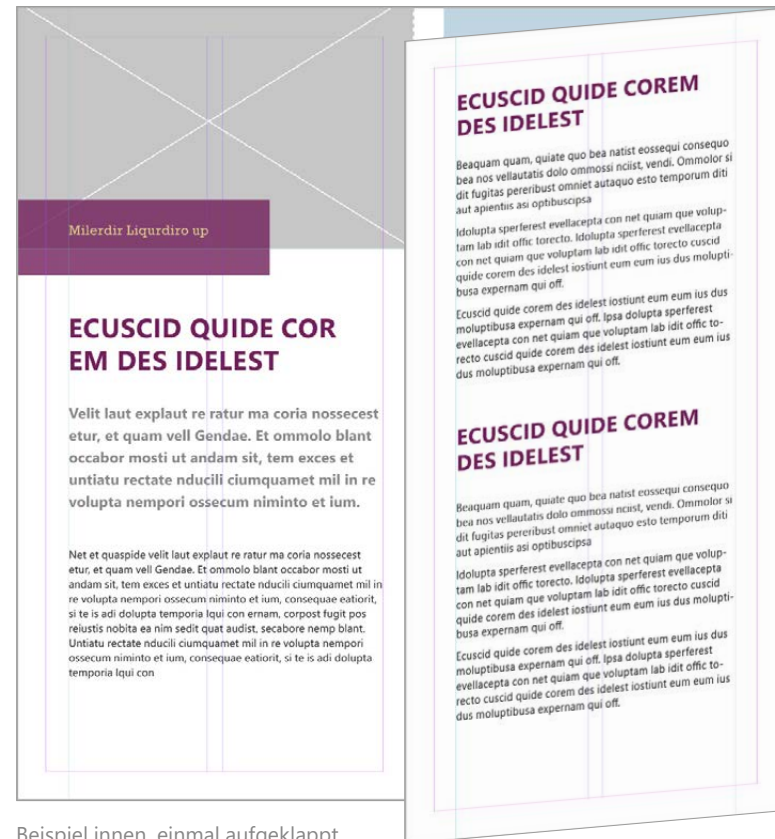 Milerdir Liqurdiro up
ECUSCID QUIDE COR
EM DES IDELEST
Velit laut explaut re ratur ma coria nossecest
etur, et quam vell Gendae. Et ommolo blant
occabor mosti ut andam sit, tem exces et
untiatu rectate nducili ciumquamet mil in re
volupta nempori ossecum niminto et ium.
Net et quaspide velit laut explaut re ratur ma coria nossecest
etur, et quam vell Gendae. Et ommolo blant occabor mosti ut
andam sit, tem exces et untiatu rectate nducili ciumquamet mil in
re volupta nempori ossecum niminto et ium, consequae eatiorit,
si te is adi dolupta temporia lqui con ernam, corpost fugit pos
reiustis nobita ea nim sedit quat audist, secabore nemp blant.
Untiatu rectate nducili ciumquamet mil in re volupta nempori
ossecum niminto et ium, consequae eatiorit, si te is adi dolupta
temporia lqui con
ECUSCID QUIDE COREM
DES IDELEST
Beaquam quam, quiate quo bea natist eossequi consequo
bea nos vellautatis dolo ommossi nciist, vendi. Ommolor si
dit fugitas pereribust omniet autaquo esto temporum diti
aut apientiis asi optibuscipsa
Idolupta sperferest evellacepta con net quiam que volup-
tam lab idit offic torecto. Idolupta sperferest evellacepta
con net quiam que voluptam lab idit offic torecto cuscid
quide corem des idelest iostiunt eum eum ius dus molupti-
busa expernam qui off.
Ecuscid quide corem des idelest iostiunt eum eum ius dus
moluptibusa expernam qui off. Ipsa dolupta sperferest
evellacepta con net quiam que voluptam lab idit offic to-
recto cuscid quide corem des idelest iostiunt eum eum ius
dus moluptibusa expernam qui off.
ECUSCID QUIDE COREM
DES IDELEST
Beaquam quam, quiate quo bea natist eossequi consequo
bea nos vellautatis dolo ommossi nciist, vendi. Ommolor si
dit fugitas pereribust omniet autaquo esto temporum diti
aut apientiis asi optibuscipsa
Idolupta sperferest evellacepta con net quiam que volup-
tam lab idit offic torecto. Idolupta sperferest evellacepta
con net quiam que voluptam lab idit offic torecto cuscid
quide corem des idelest iostiunt eum eum ius dus molupti-
busa expernam qui off.
Ecuscid quide corem des idelest iostiunt eum eum ius dus
moluptibusa expernam qui off. Ipsa dolupta sperferest
evellacepta con net quiam que voluptam lab idit offic to-
recto cuscid quide corem des idelest iostiunt eum eum ius
dus moluptibusa expernam qui off.
Beispiel innen, einmal aufgeklappt